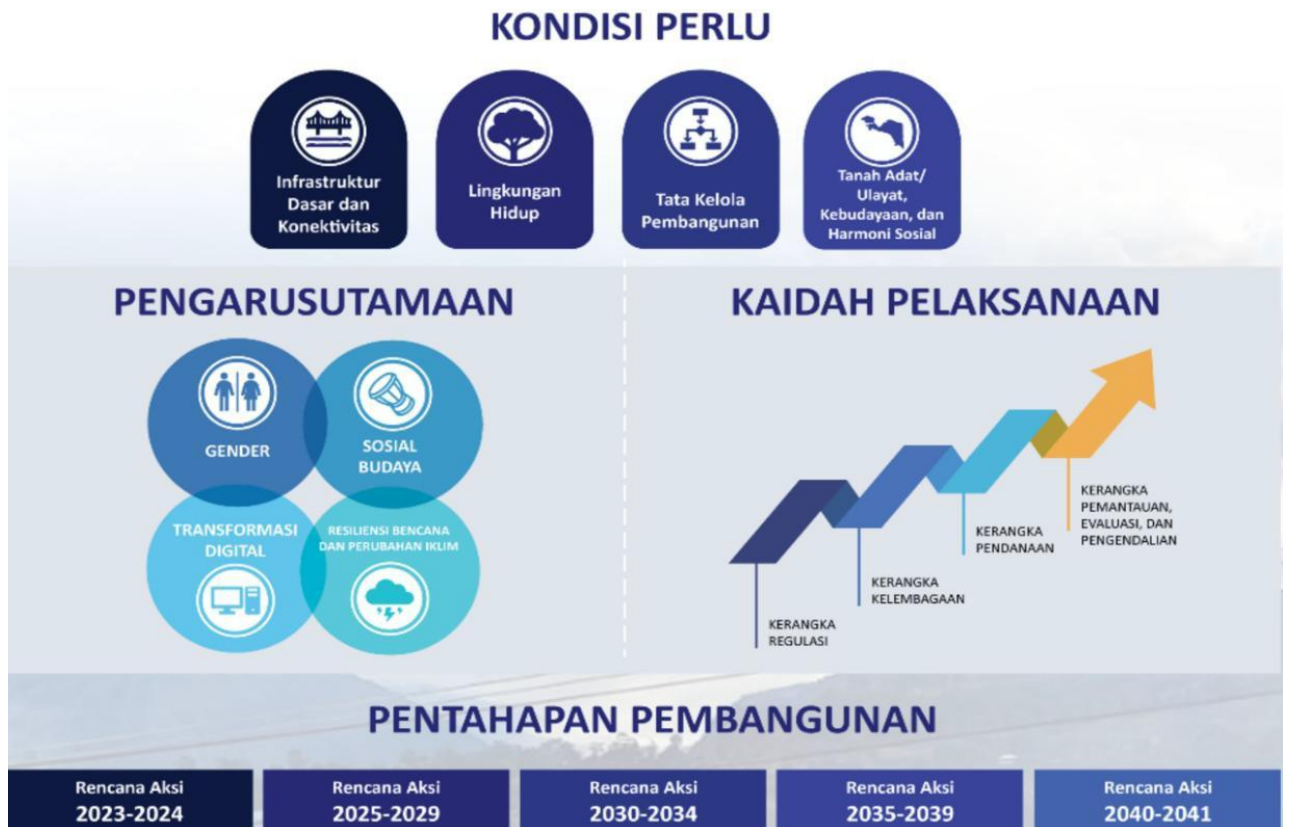 KONDISI PERLU
Infrastruktur
Dasar dan
Konektivitas
Lingkungan
Hidup
Tata Kelola
Pembangunan
Tanah Adat/
Ulayat,
Kebudayaan, dan
Harmoni Sosial
PENGARUSUTAMAAN
GENDER
SOSIAL
BUDAYA
TRANSFORMASI
DIGITAL
RESILIENSI BENCANA
DAN PERUBAHAN IKLIM
KAIDAH PELAKSANAAN
KERANGKA
REGULASI
KERANGKA
KELEMBAGAAN
KERANGKA
PENDANAAN
KERANGKA
PEMANTAUAN,
EVALUASI, DAN
PENGENDALIAN
PENTAHAPAN PEMBANGUNAN
Rencana Aksi
2023-2024
Rencana Aksi
2025-2029
Rencana Aksi
2030-2034
Rencana Aksi
2035-2039
Rencana Aksi
2040-2041